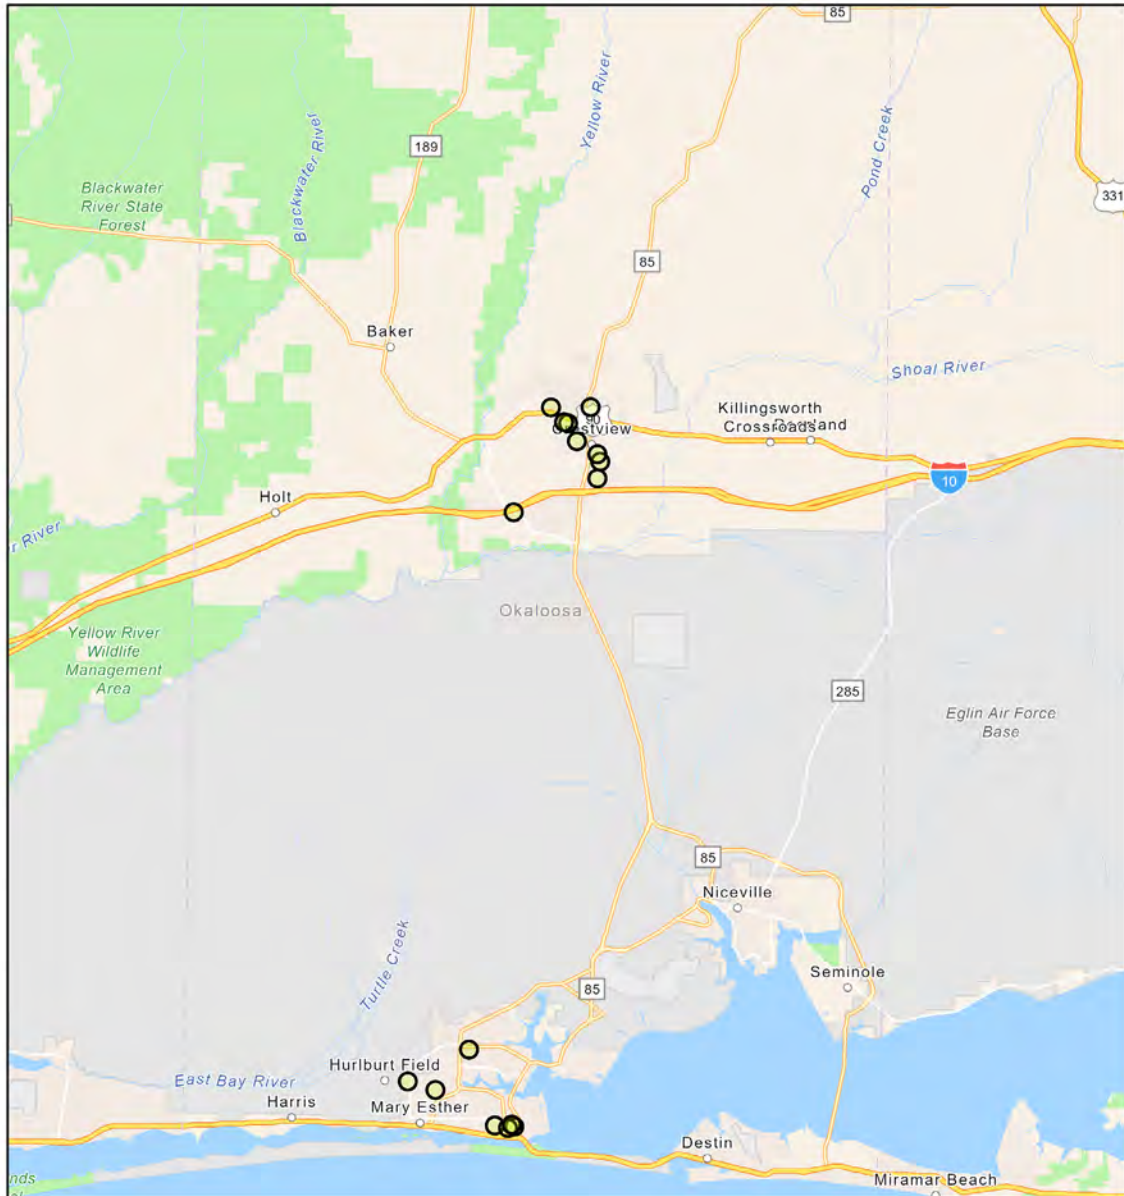 85
Yellow River
Pond Creek
Blackwater River
189
331
Blackwater
River State
Forest
85
Baker
Shoal River
Killingsworth
Crossroads
90
Crestview
10
Holt
Okaloosa
Yellow River
Wildlife
Management
Area
285
Eglin Air Force
Base
85
Niceville
Turtle Creek
Seminole
85
Hurlburt Field
East Bay River
Harris
Mary Esther
Destin
Miramar Beach